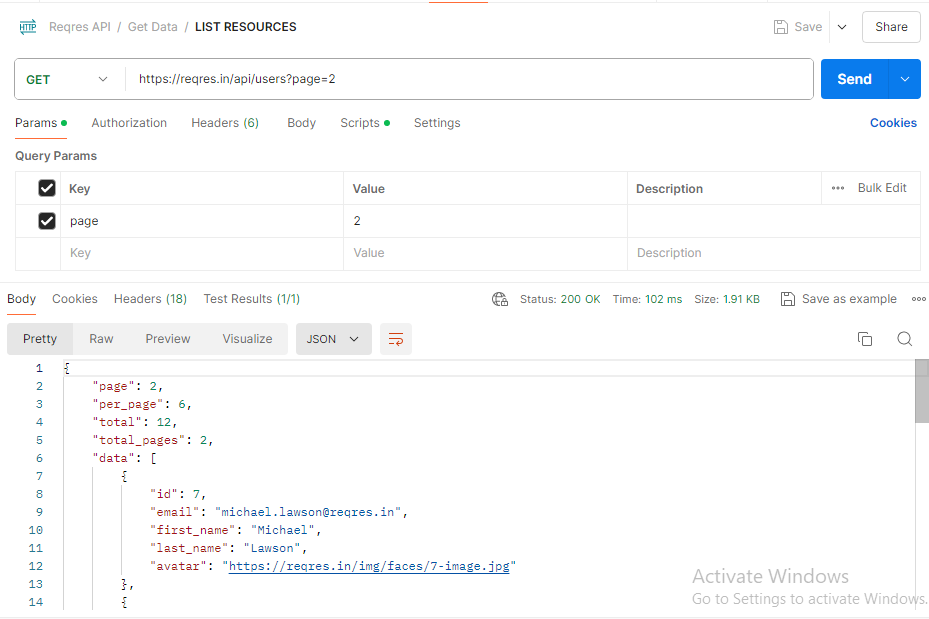 HTTP Reqres API / Get Data / LIST RESOURCES Save Share
GET https://reqres.in/api/users?page=2 Send
Params Authorization Headers (6) Body Scripts Settings Cookies
Query Params
Key Value Description ••• Bulk Edit
page 2
Key Value Description
Body Cookies Headers (18) Test Results (1/1) Status: 200 OK Time: 102 ms Size: 1.91 KB Save as example
Pretty Raw Preview Visualize JSON
1 {
2 "page": 2,
3 "per_page": 6,
4 "total": 12,
5 "total_pages": 2,
6 "data": [
7 {
8 "id": 7,
9 "email": "michael.lawson@reqres.in",
10 "first_name": "Michael",
11 "last_name": "Lawson",
12 "avatar": "https://reqres.in/img/faces/7-image.jpg"
13 },
14 {
Activate Windows
Go to Settings to activate Windows.